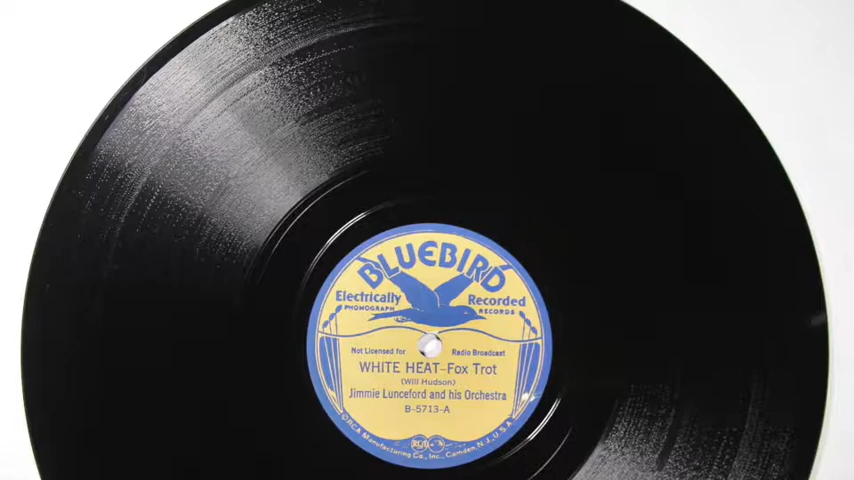 BLUEBIRD
Electrically Recorded
PHONOGRAPH RECORDS
Not Licensed for Radio Broadcast
WHITE HEAT-Fox Trot
(Will Hudson)
Jimmie Lunceford and his Orchestra
B-5713-A
RCA Manufacturing Co., Inc., Camden, N.J., U.S.A.